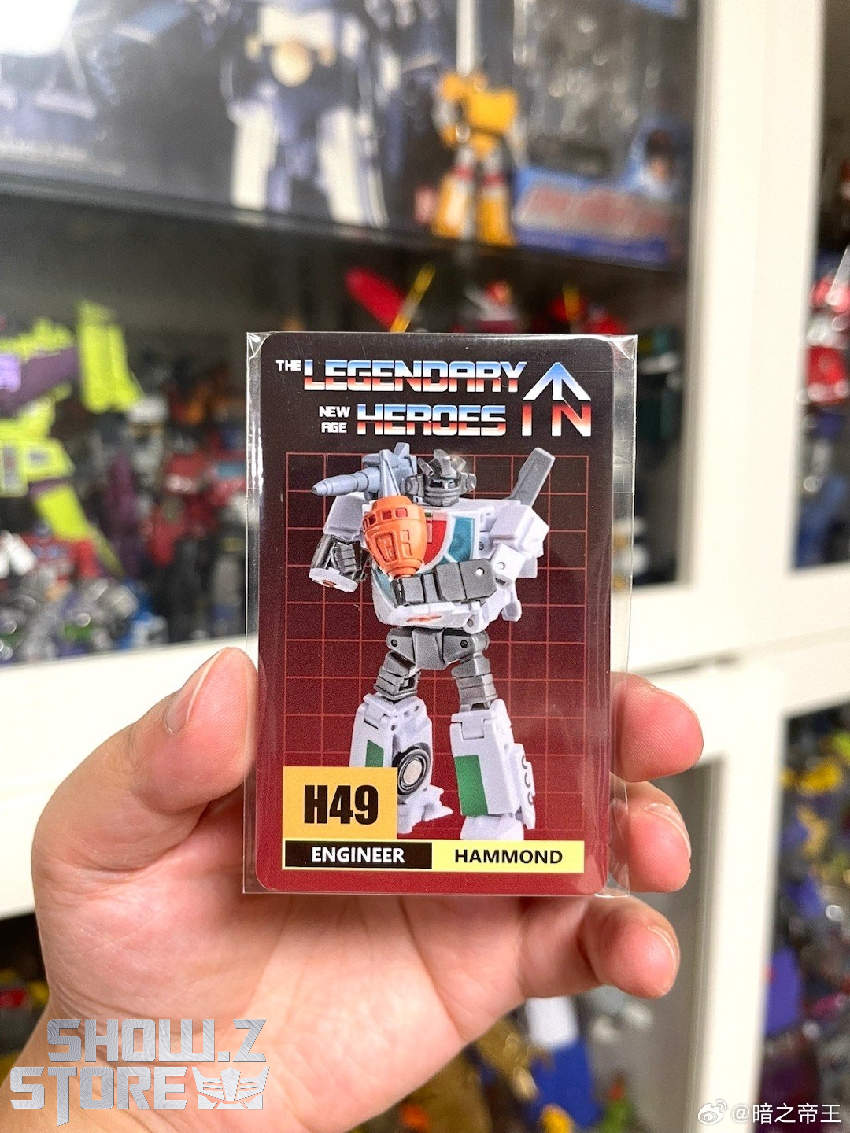 THE LEGENDARY
NEW AGE HEROES
N
H49
ENGINEER HAMMOND
SHOW.Z
STORE
@暗之帝王